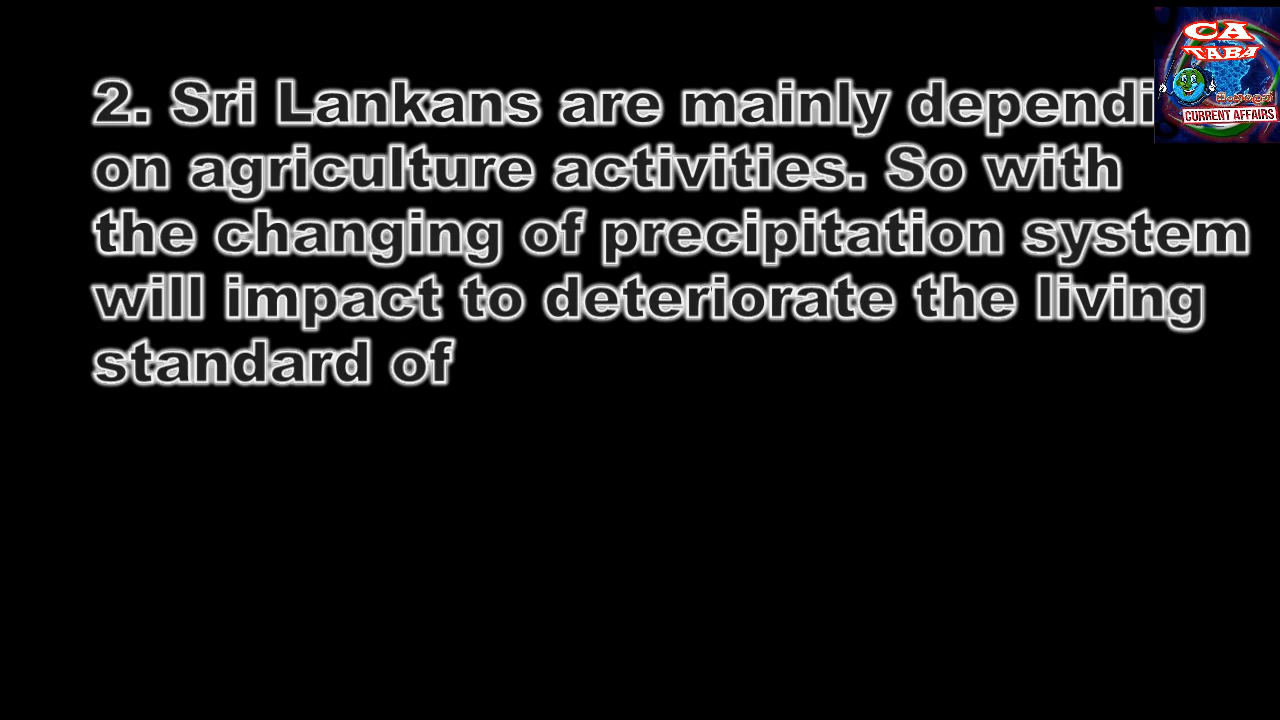 2. Sri Lankans are mainly dependi
on agriculture activities. So with
the changing of precipitation system
will impact to deteriorate the living
standard of
CA
TABA
CURRENT AFFAIRS